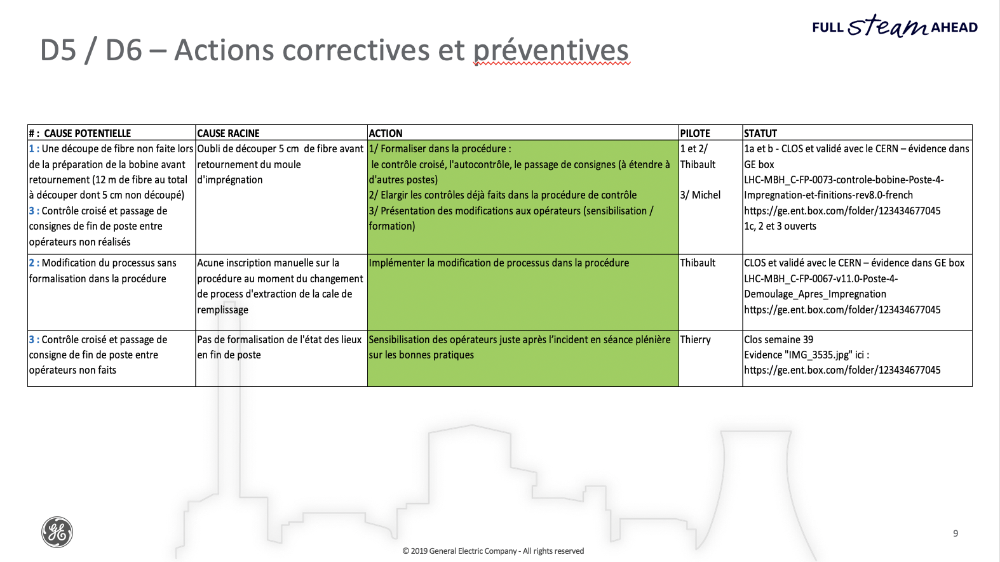 FULL steam AHEAD
D5 / D6 – Actions correctives et préventives
# :  CAUSE POTENTIELLE
CAUSE RACINE
ACTION
PILOTE
STATUT
1 : Une découpe de fibre non faite lors
de la préparation de la bobine avant
retournement (12 m de fibre au total
à découper dont 5 cm non découpé)
3 : Contrôle croisé et passage de
consignes de fin de poste entre
opérateurs non réalisés
Oubli de découper 5 cm  de fibre avant
retournement du moule
d'imprégnation
1/ Formaliser dans la procédure :
le contrôle croisé, l'autocontrôle, le passage de consignes (à étendre à
d'autres postes)
2/ Elargir les contrôles déjà faits dans la procédure de contrôle
3/ Présentation des modifications aux opérateurs (sensibilisation /
formation)
1 et 2/
Thibault
3/ Michel
1a et b - CLOS et validé avec le CERN – évidence dans
GE box
LHC-MBH_C-FP-0073-controle-bobine-Poste-4-
Impregnation-et-finitions-rev8.0-french
https://ge.ent.box.com/folder/123434677045
1c, 2 et 3 ouverts
2 : Modification du processus sans
formalisation dans la procédure
Acune inscription manuelle sur la
procédure au moment du changement
de process d'extraction de la cale de
remplissage
Implémenter la modification de processus dans la procédure
Thibault
CLOS et validé avec le CERN – évidence dans GE box
LHC-MBH_C-FP-0067-v11.0-Poste-4-
Demoulage_Apres_Impregnation
https://ge.ent.box.com/folder/123434677045
3 : Contrôle croisé et passage de
consigne de fin de poste entre
opérateurs non faits
Pas de formalisation de l'état des lieux
en fin de poste
Sensibilisation des opérateurs juste après l’incident en séance plénière
sur les bonnes pratiques
Thierry
Clos semaine 39
Evidence "IMG_3535.jpg" ici :
https://ge.ent.box.com/folder/123434677045
GE
© 2019 General Electric Company - All rights reserved
9